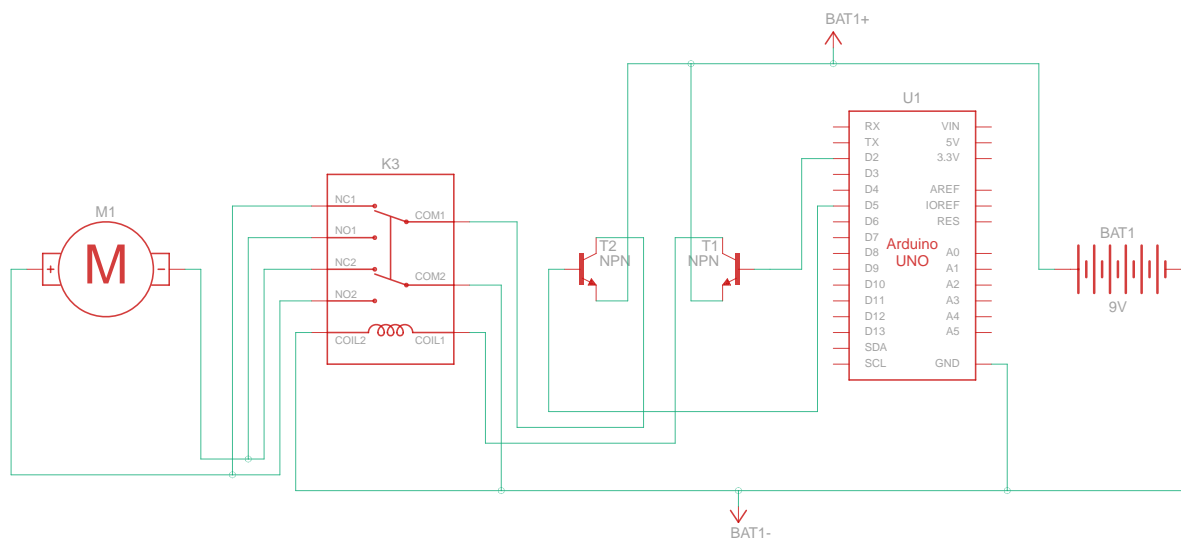 BAT1+
U1
RX
VIN
TX
5V
D2
3.3V
D3
D4
AREF
D5
IOREF
D6
RES
D7
D8
A0
D9
A1
D10
A2
D11
A3
D12
A4
D13
A5
SDA
SCL
GND
Arduino
UNO
K3
NC1
COM1
NO1
NC2
COM2
NO2
COIL2
COIL1
M1
M
+
−
T2
NPN
T1
NPN
BAT1
9V
BAT1-